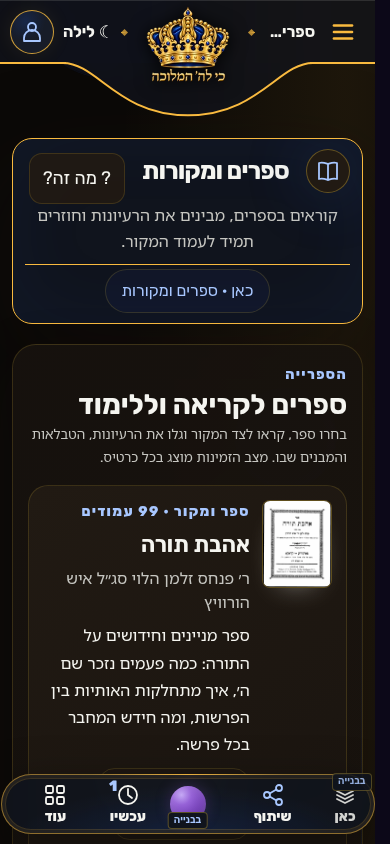 ספרי...
☾ לילה
כי לה׳ המלוכה
ספרים ומקורות
? מה זה?
קוראים בספרים, מבינים את הרעיונות וחוזרים
תמיד לעמוד המקור.
כאן • ספרים ומקורות
הספרייה
ספרים לקריאה וללימוד
בחרו ספר, קראו לצד המקור וגלו את הרעיונות, הטבלאות
והמבנים שבו. מצב הזמינות מוצג בכל כרטיס.
ספר ומקור • 99 עמודים
אהבת תורה
ר׳ פנחס זלמן הלוי סג״ל איש
הורוויץ
אהבת תורה
ספר מניינים וחידושים על
התורה: כמה פעמים נזכר שם
ה׳, איך מתחלקות האותיות בין
הפרשות, ומה חידש המחבר
בכל פרשה.
בבנייה
כאן
שיתוף
בבנייה
1
עכשיו
עוד